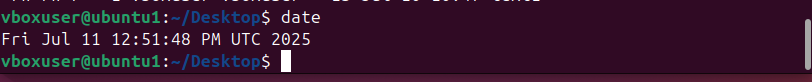 vboxuser@ubuntu1:~/Desktop$ date
Fri Jul 11 12:51:48 PM UTC 2025
vboxuser@ubuntu1:~/Desktop$